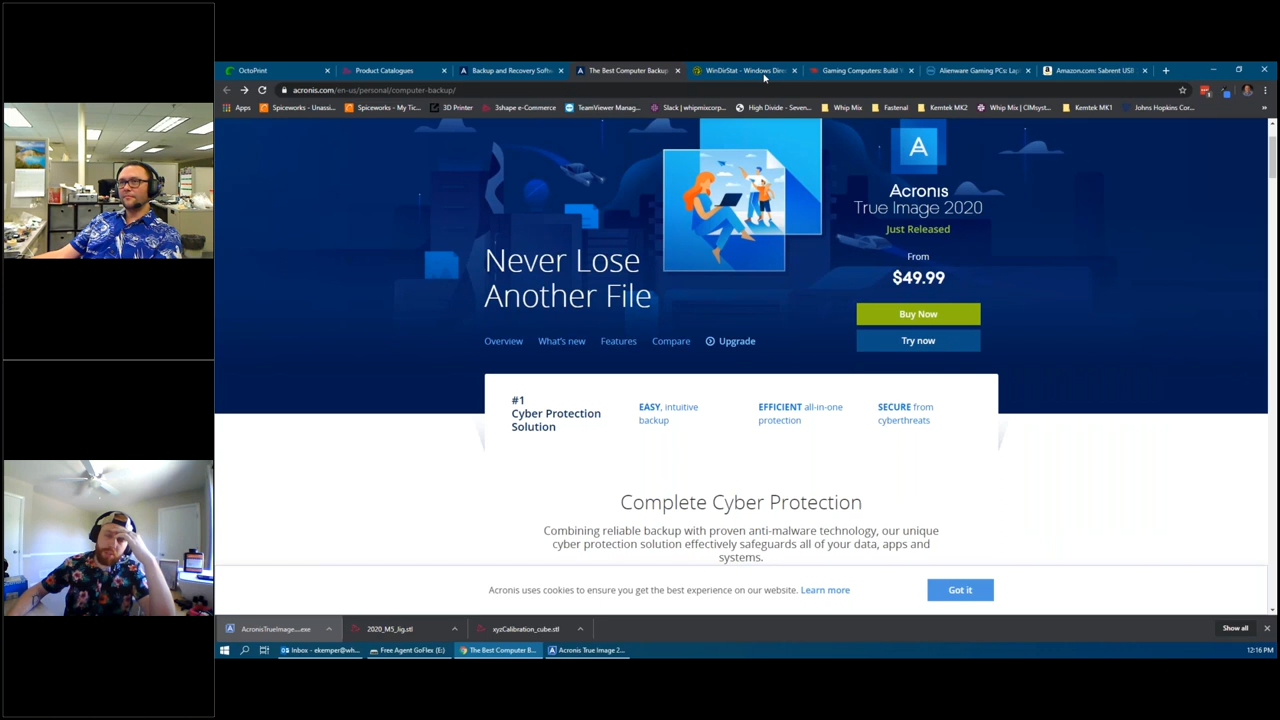 OctoPrint
Product Catalogues
Backup and Recovery Softw
The Best Computer Backup
WinDirStat - Windows Dire
Gaming Computers: Build Y
Alienware Gaming PCs: Lap
Amazon.com: Sabrent USB
acronis.com/en-us/personal/computer-backup/
Apps
Spiceworks - Inactiv...
Spiceworks - My Tic...
3D Printer
3shape e-Commerce
TeamViewer Manag...
Slack | whipmixcorp...
High Divide - Seven...
Whip Mix
Fastenal
Kemtek MK2
Whip Mix | CIMyst...
Kemtek MK1
Johns Hopkins Cor...
»
A
Acronis
True Image 2020
Just Released
From
$49.99
Buy Now
Try now
Never Lose
Another File
Overview
What's new
Features
Compare
Upgrade
#1
Cyber Protection
Solution
EASY, intuitive
backup
EFFICIENT all-in-one
protection
SECURE from
cyberthreats
Complete Cyber Protection
Combining reliable backup with proven anti-malware technology, our unique
cyber protection solution effectively safeguards all of your data, apps and
systems.
Acronis uses cookies to ensure you get the best experience on our website. Learn more
Got it
AcronisTrueImage....exe
2020_M5_Jig.stl
xyzCalibration_cube.stl
Show all
Inbox - ekemper@wh...
Free Agent GoFlex (E:)
The Best Computer B...
Acronis True Image 2...
12:16 PM